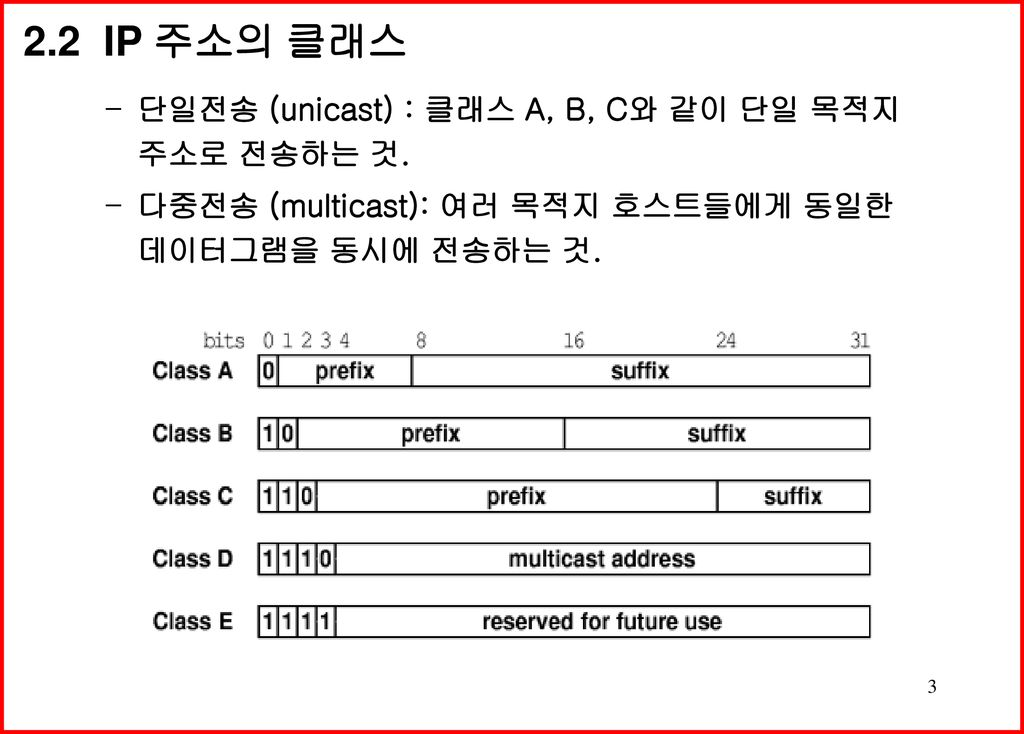 2.2 IP 주소의 클래스
– 단일전송 (unicast) : 클래스 A, B, C와 같이 단일 목적지
주소로 전송하는 것.
– 다중전송 (multicast): 여러 목적지 호스트들에게 동일한
데이터그램을 동시에 전송하는 것.
bits 0 1 2 3 4 8 16 24 31
Class A 0 prefix suffix
Class B 1 0 prefix suffix
Class C 1 1 0 prefix suffix
Class D 1 1 1 0 multicast address
Class E 1 1 1 1 reserved for future use
3